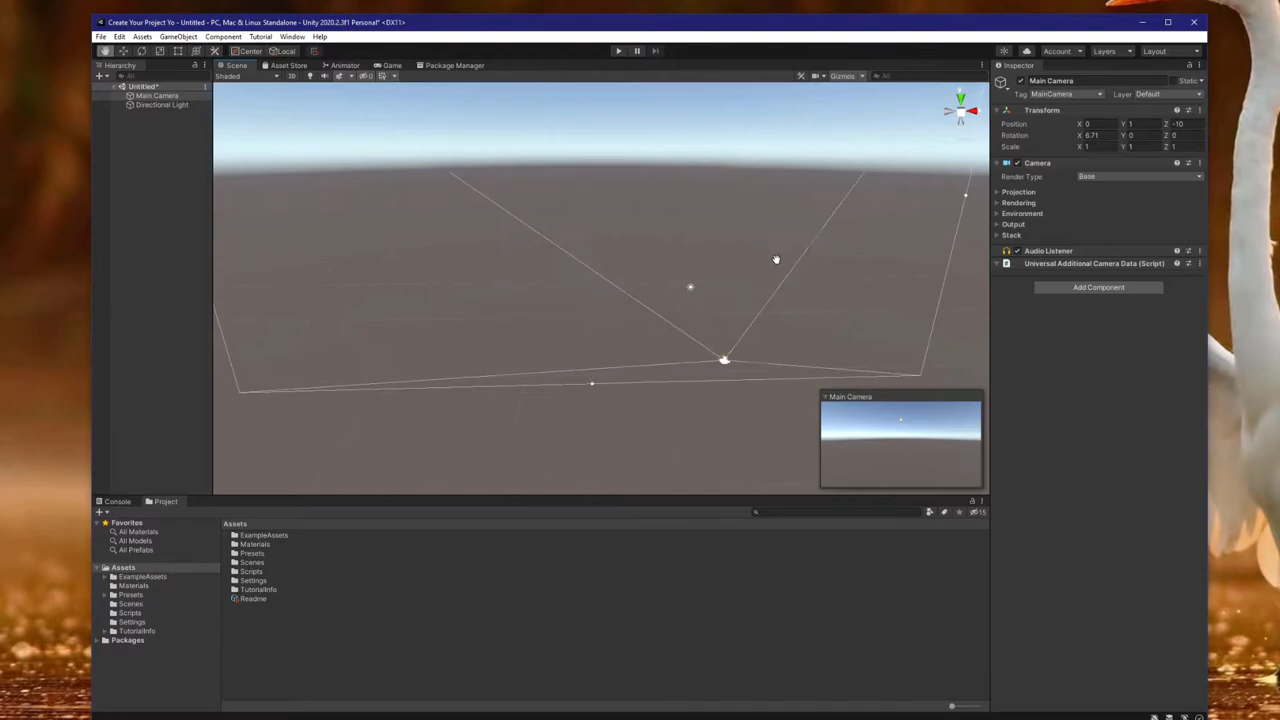 Create Your Project Yo - Untitled - PC, Mac & Linux Standalone - Unity 2020.2.3f1 Personal* <DX11>
File Edit Assets GameObject Component Tutorial Window Help
Center Local Account Layers Layout
Hierarchy Scene Asset Store Animator Game Package Manager Inspector
All Shaded 2D 0 Gizmos All
Untitled*
Main Camera
Directional Light
Main Camera Static
Tag MainCamera Layer Default
Transform
Position X 0 Y 1 Z -10
Rotation X 6.71 Y 0 Z 0
Scale X 1 Y 1 Z 1
Camera
Render Type Base
Projection
Rendering
Environment
Output
Stack
Audio Listener
Universal Additional Camera Data (Script)
Add Component
y
Main Camera
Console Project
15
Favorites
All Materials
All Models
All Prefabs
Assets
ExampleAssets
Materials
Presets
Scenes
Scripts
Settings
TutorialInfo
Packages
Assets
ExampleAssets
Materials
Presets
Scenes
Scripts
Settings
TutorialInfo
Readme